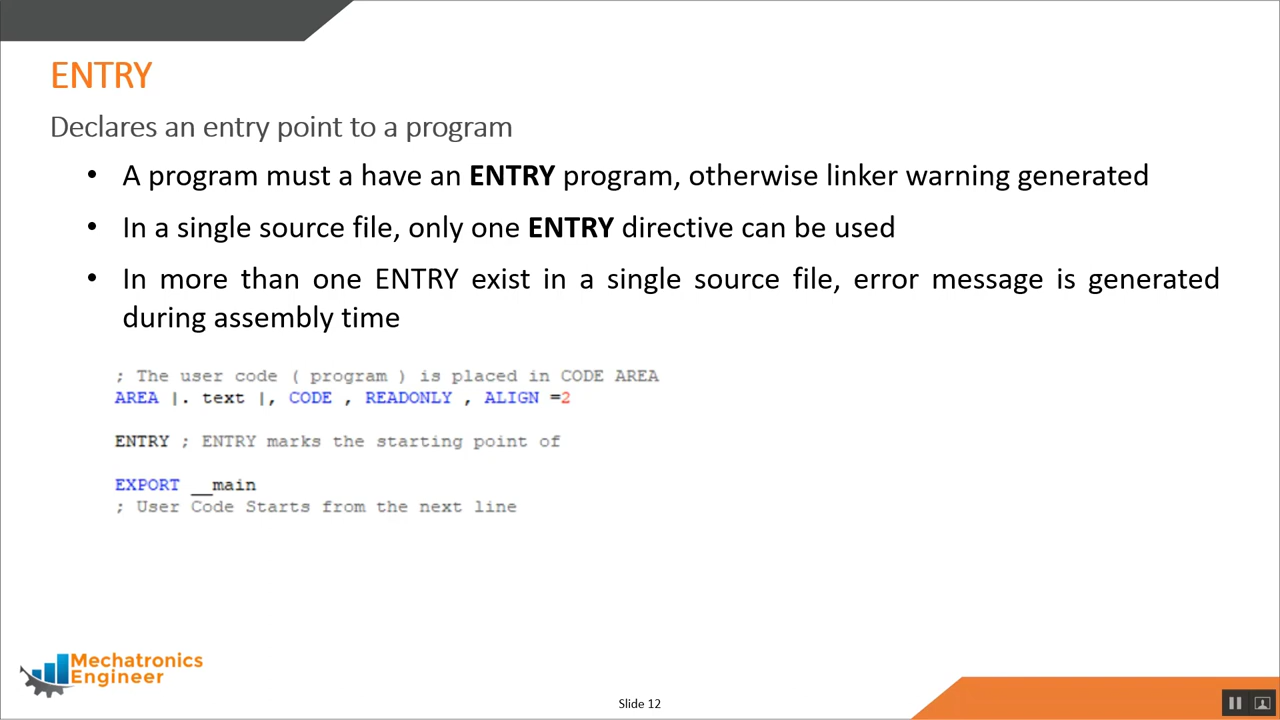 ENTRY
Declares an entry point to a program
• A program must a have an ENTRY program, otherwise linker warning generated
• In a single source file, only one ENTRY directive can be used
• In more than one ENTRY exist in a single source file, error message is generated
during assembly time
; The user code ( program ) is placed in CODE AREA
AREA |. text |, CODE , READONLY , ALIGN =2
ENTRY ; ENTRY marks the starting point of
EXPORT __main
; User Code Starts from the next line
Mechatronics
Engineer
Slide 12